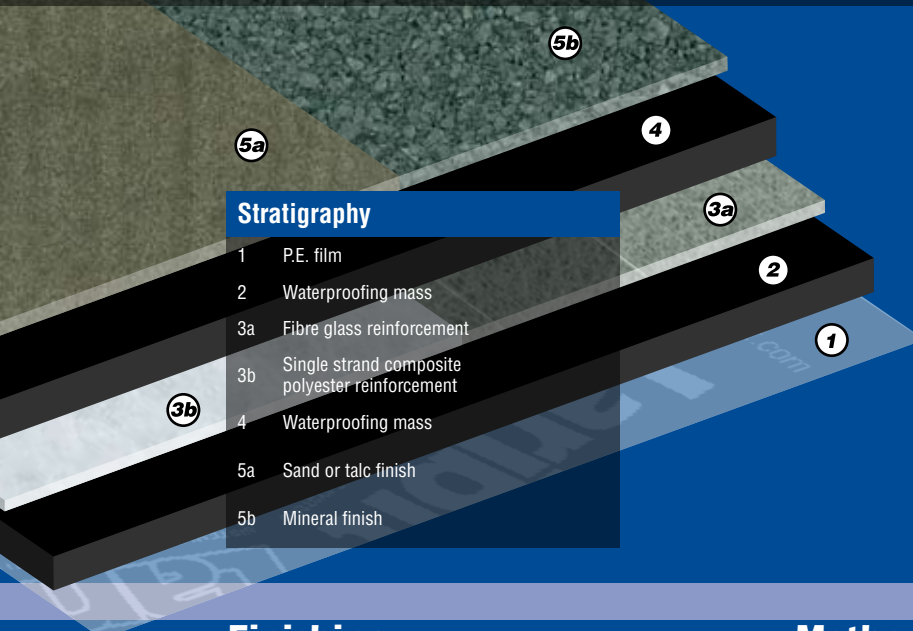 5b
4
5a
3a
2
1
3b
.com
Stratigraphy
1 P.E. film
2 Waterproofing mass
3a Fibre glass reinforcement
3b Single strand composite
polyester reinforcement
4 Waterproofing mass
5a Sand or talc finish
5b Mineral finish